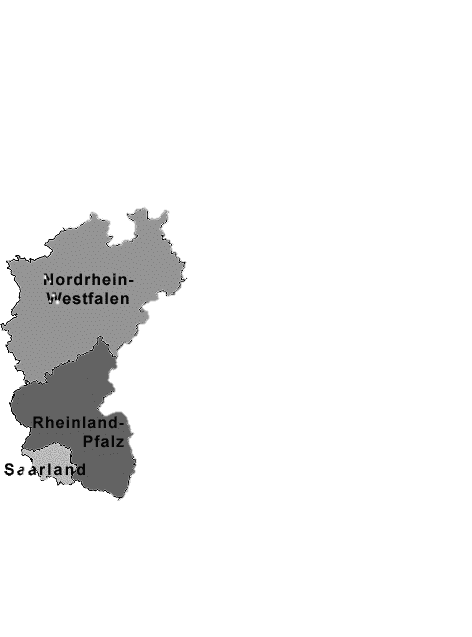 Nordrhein-
Westfalen
Rheinland-
Pfalz
Saarland